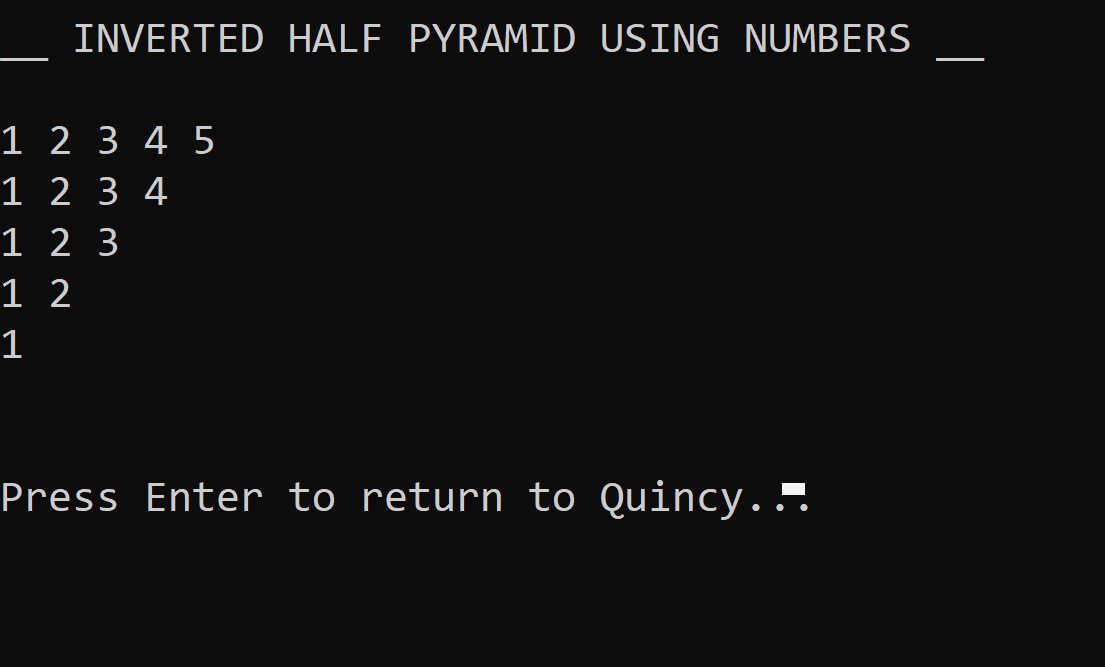 __ INVERTED HALF PYRAMID USING NUMBERS __
1 2 3 4 5
1 2 3 4
1 2 3
1 2
1
Press Enter to return to Quincy...